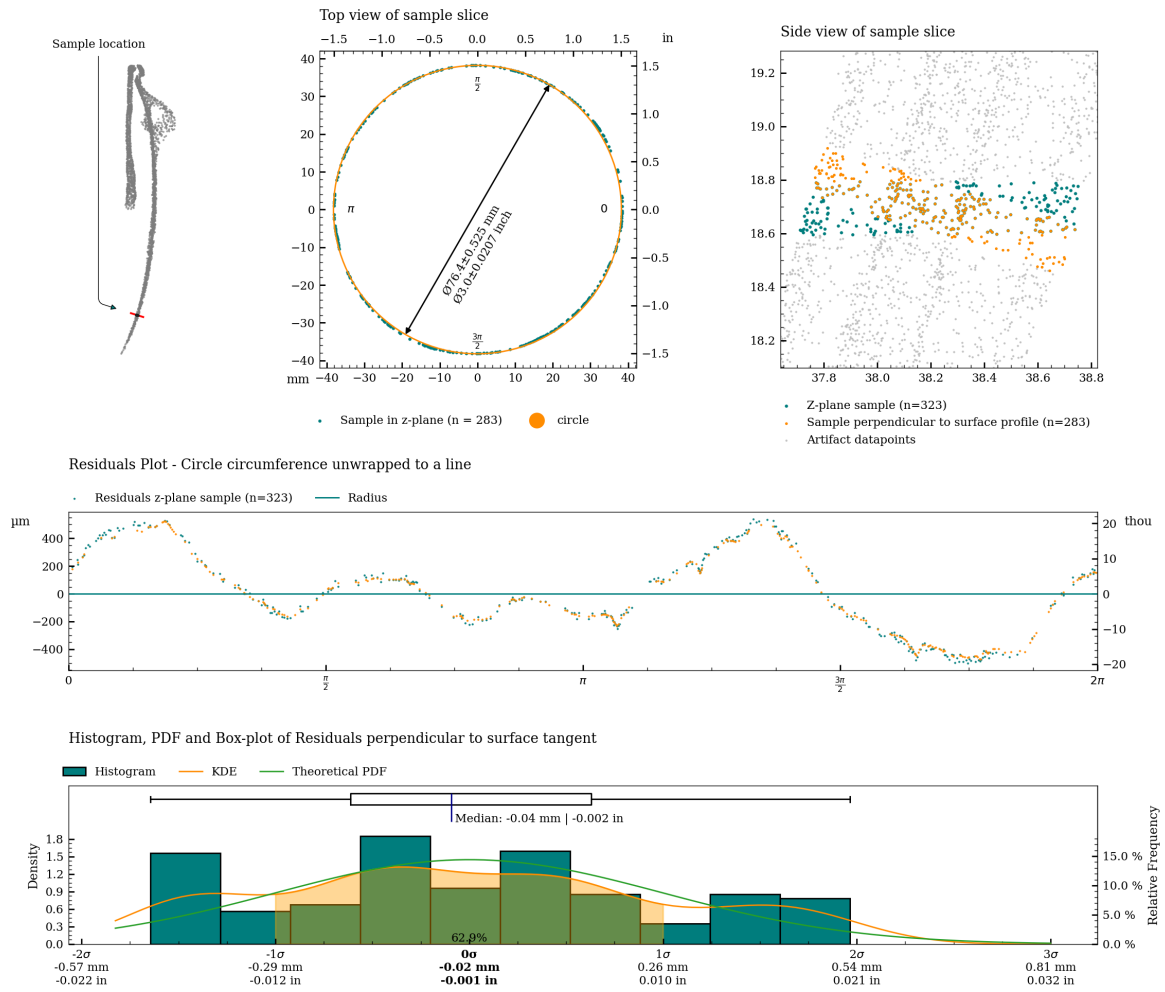 Sample location
Top view of sample slice
−1.5 −1.0 −0.5 0.0 0.5 1.0 1.5 in
40
30
20
10
0
−10
−20
−30
−40
mm −40 −30 −20 −10 0 10 20 30 40
1.5
1.0
0.5
0.0
−0.5
−1.0
−1.5
π/2
π
0
3π/2
Ø76.4±0.525 mm
Ø3.0±0.0207 inch
Sample in z-plane (n = 283) circle
Side view of sample slice
19.2
19.0
18.8
18.6
18.4
18.2
37.8 38.0 38.2 38.4 38.6 38.8
Z-plane sample (n=323)
Sample perpendicular to surface profile (n=283)
Artifact datapoints
Residuals Plot - Circle circumference unwrapped to a line
Residuals z-plane sample (n=323) Radius
µm
400
200
0
−200
−400
thou
20
10
0
−10
−20
0 π/2 π 3π/2 2π
Histogram, PDF and Box-plot of Residuals perpendicular to surface tangent
Histogram KDE Theoretical PDF
Median: -0.04 mm | -0.002 in
Density
1.8
1.5
1.2
0.9
0.6
0.3
0.0
Relative Frequency
15.0 %
10.0 %
5.0 %
0.0 %
62.9%
-2σ -1σ 0σ 1σ 2σ 3σ
-0.57 mm -0.29 mm -0.02 mm 0.26 mm 0.54 mm 0.81 mm
-0.022 in -0.012 in -0.001 in 0.010 in 0.021 in 0.032 in